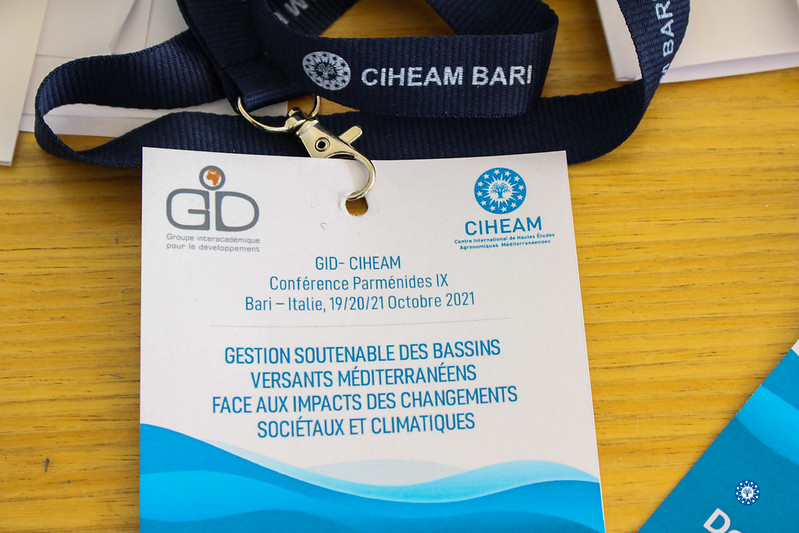 CIHEAM BARI
GID
Groupe interacadémique
pour le développement
CIHEAM
Centre International de Hautes Études
Agronomiques Méditerranéennes
GID- CIHEAM
Conférence Parménides IX
Bari – Italie, 19/20/21 Octobre 2021
GESTION SOUTENABLE DES BASSINS
VERSANTS MÉDITERRANÉENS
FACE AUX IMPACTS DES CHANGEMENTS
SOCIÉTAUX ET CLIMATIQUES